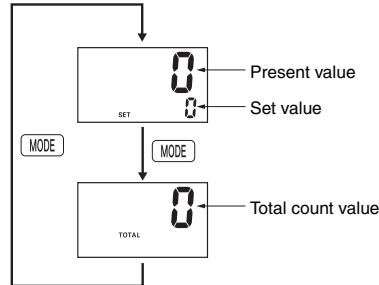 0
Present value
SET 0
Set value
MODE
MODE
0
Total count value
TOTAL